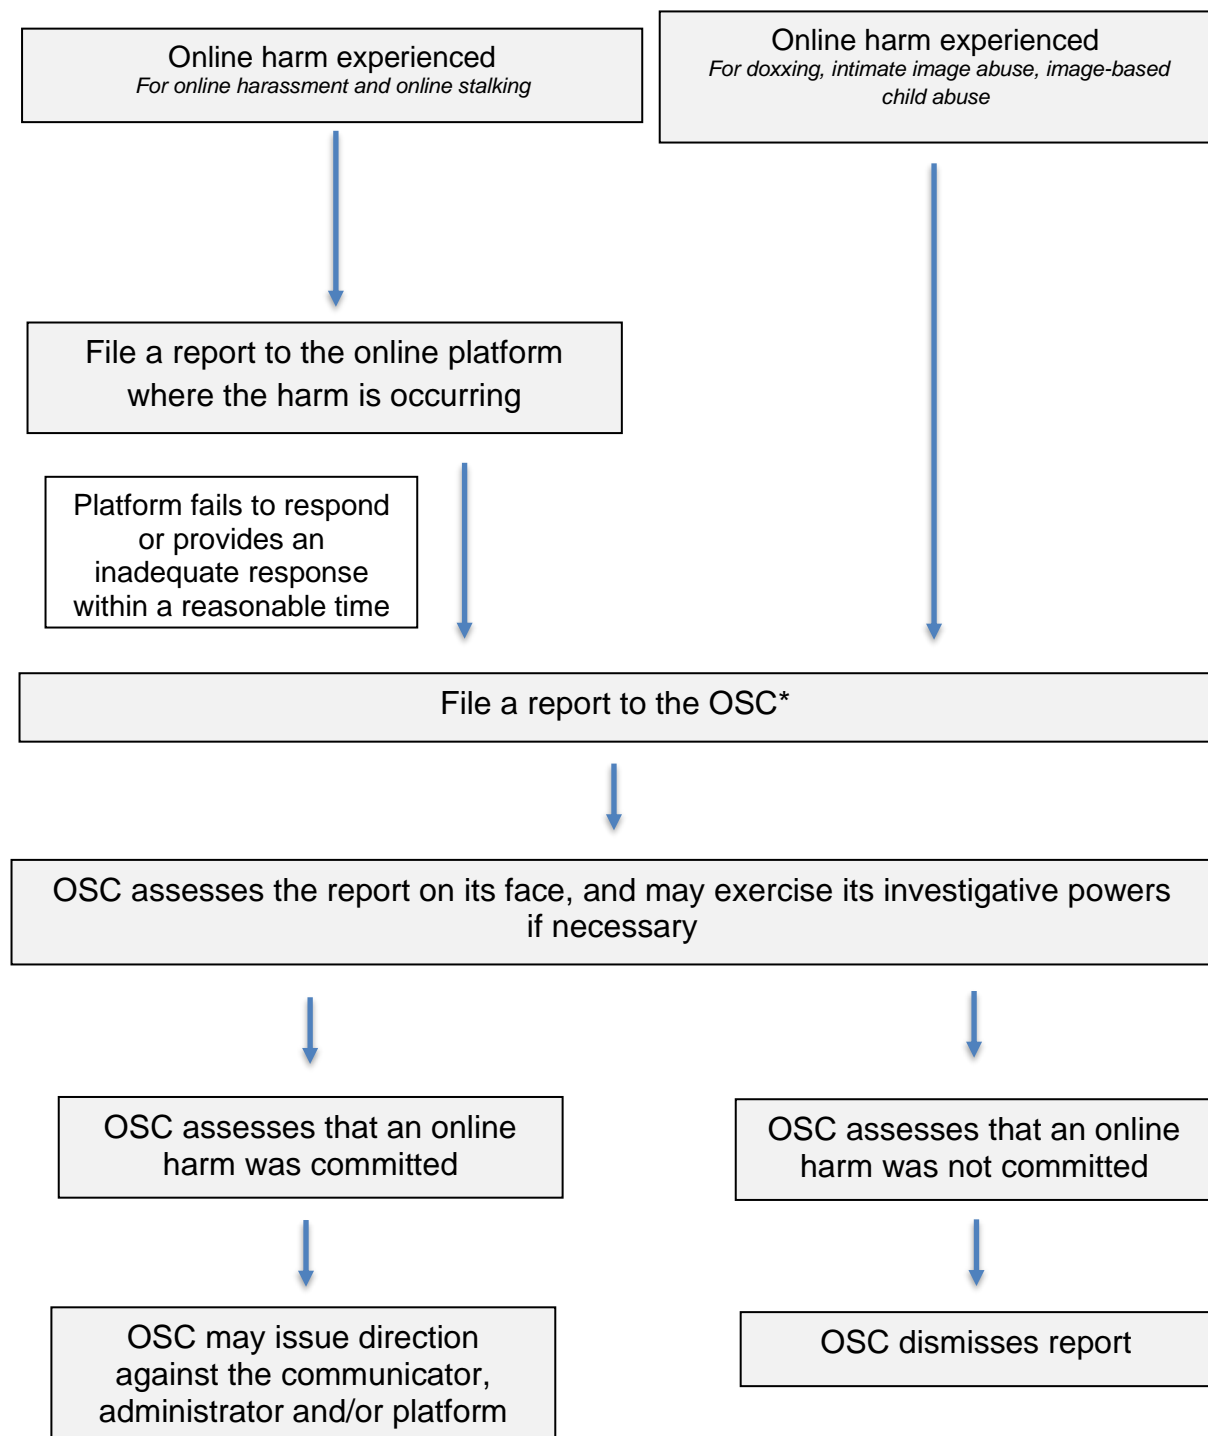 Online harm experienced
For online harassment and online stalking
Online harm experienced
For doxxing, intimate image abuse, image-based
child abuse
File a report to the online platform
where the harm is occurring
Platform fails to respond
or provides an
inadequate response
within a reasonable time
File a report to the OSC*
OSC assesses the report on its face, and may exercise its investigative powers
if necessary
OSC assesses that an online
harm was committed
OSC assesses that an online
harm was not committed
OSC may issue direction
against the communicator,
administrator and/or platform
OSC dismisses report